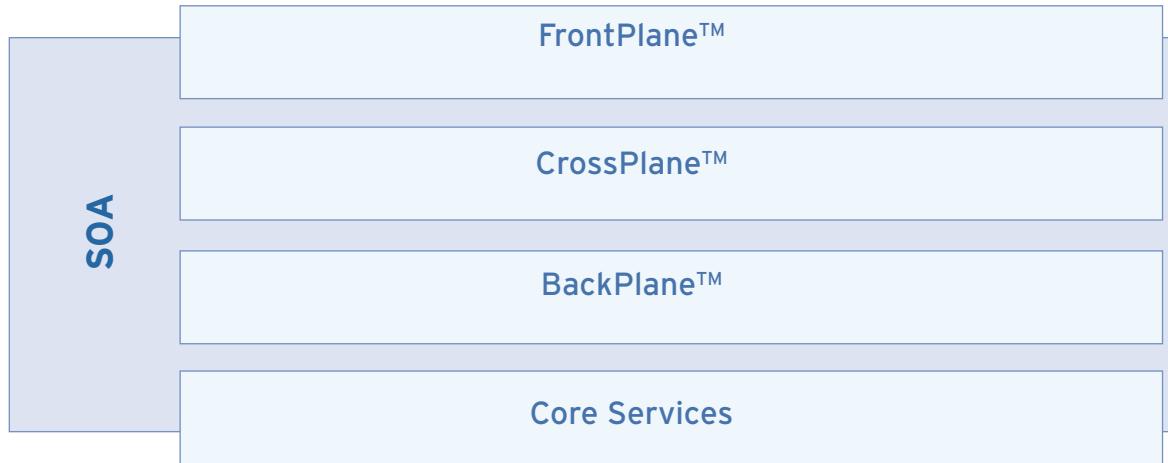 FrontPlane™
CrossPlane™
SOA
BackPlane™
Core Services